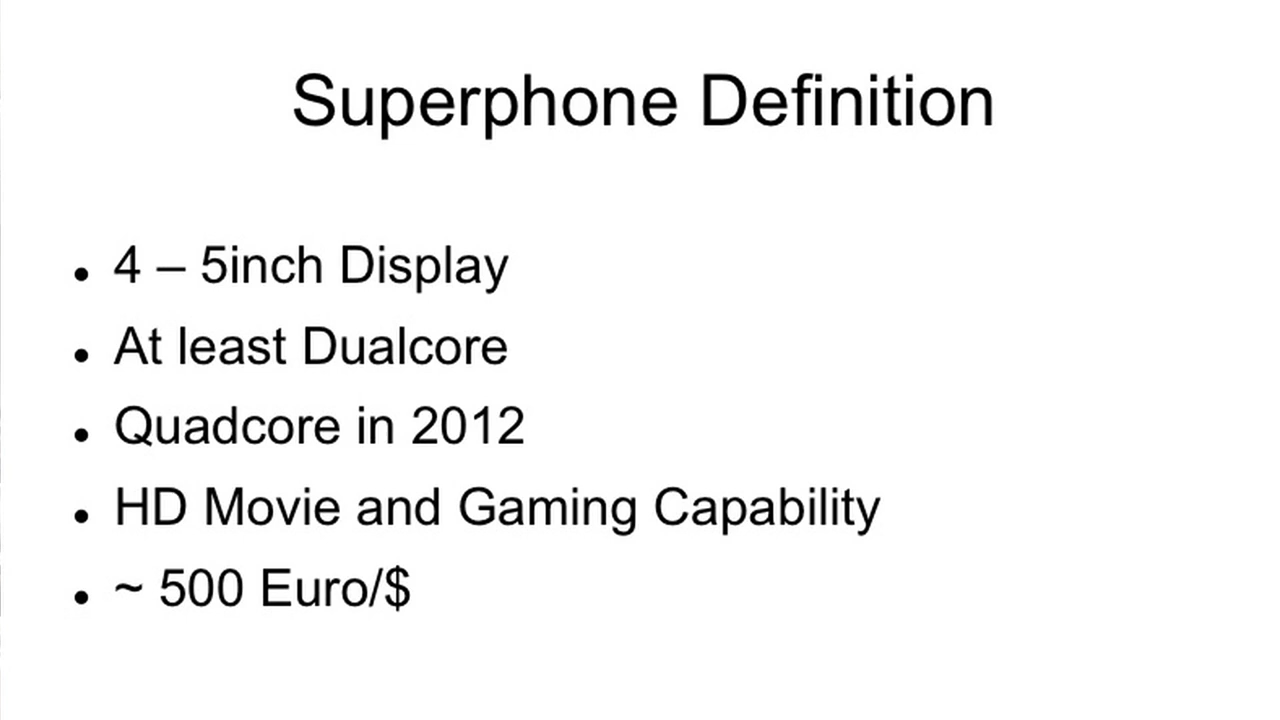 Superphone Definition
• 4 – 5inch Display
• At least Dualcore
• Quadcore in 2012
• HD Movie and Gaming Capability
• ~ 500 Euro/$